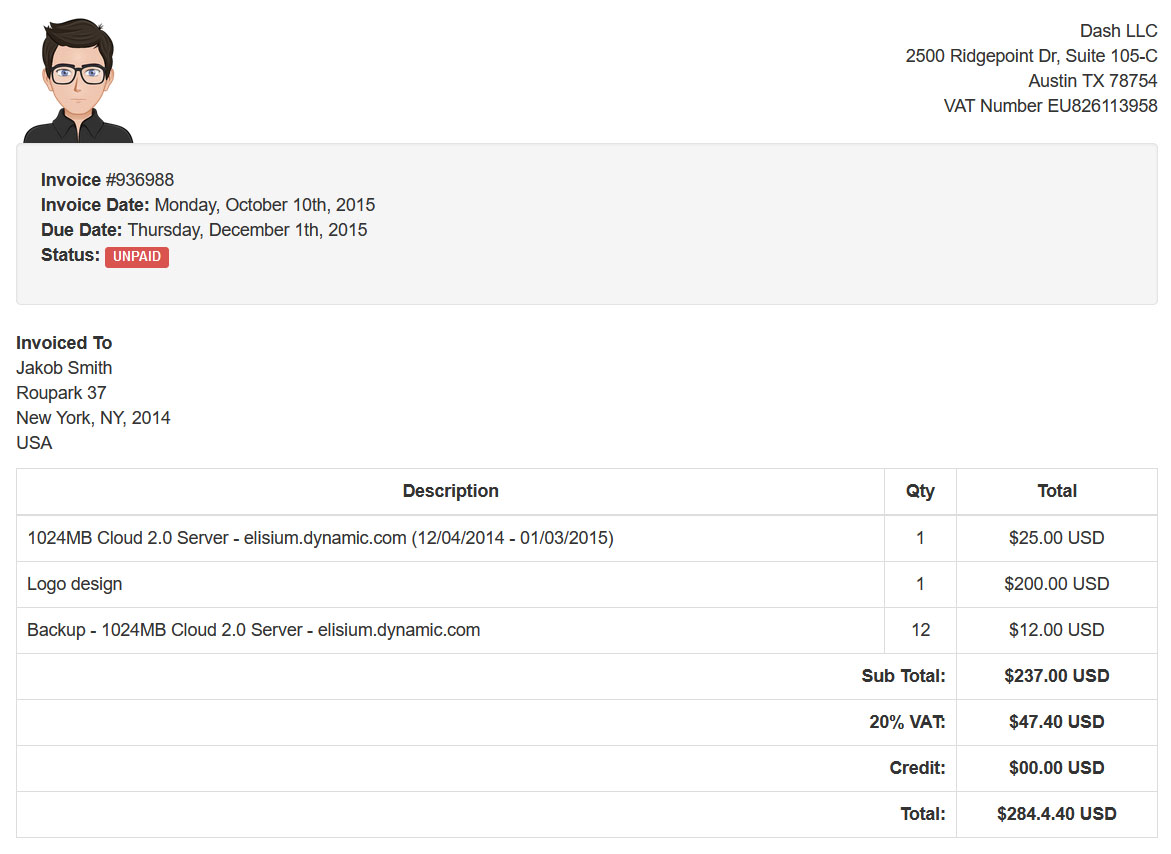 Dash LLC
2500 Ridgepoint Dr, Suite 105-C
Austin TX 78754
VAT Number EU826113958
Invoice #936988
Invoice Date: Monday, October 10th, 2015
Due Date: Thursday, December 1th, 2015
Status: UNPAID
Invoiced To
Jakob Smith
Roupark 37
New York, NY, 2014
USA
Description Qty Total
1024MB Cloud 2.0 Server - elisium.dynamic.com (12/04/2014 - 01/03/2015) 1 $25.00 USD
Logo design 1 $200.00 USD
Backup - 1024MB Cloud 2.0 Server - elisium.dynamic.com 12 $12.00 USD
Sub Total: $237.00 USD
20% VAT: $47.40 USD
Credit: $00.00 USD
Total: $284.4.40 USD